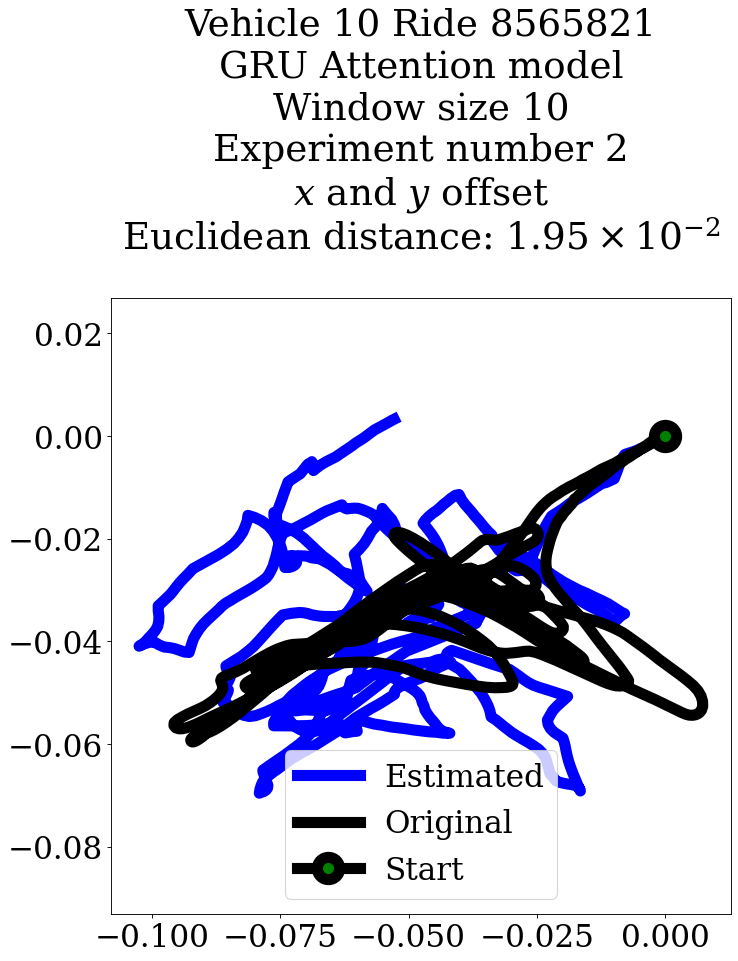 Vehicle 10 Ride 8565821
GRU Attention model
Window size 10
Experiment number 2
x and y offset
Euclidean distance: 1.95 × 10⁻²
0.02
0.00
−0.02
−0.04
−0.06
−0.08
Estimated
Original
Start
−0.100 −0.075 −0.050 −0.025 0.000